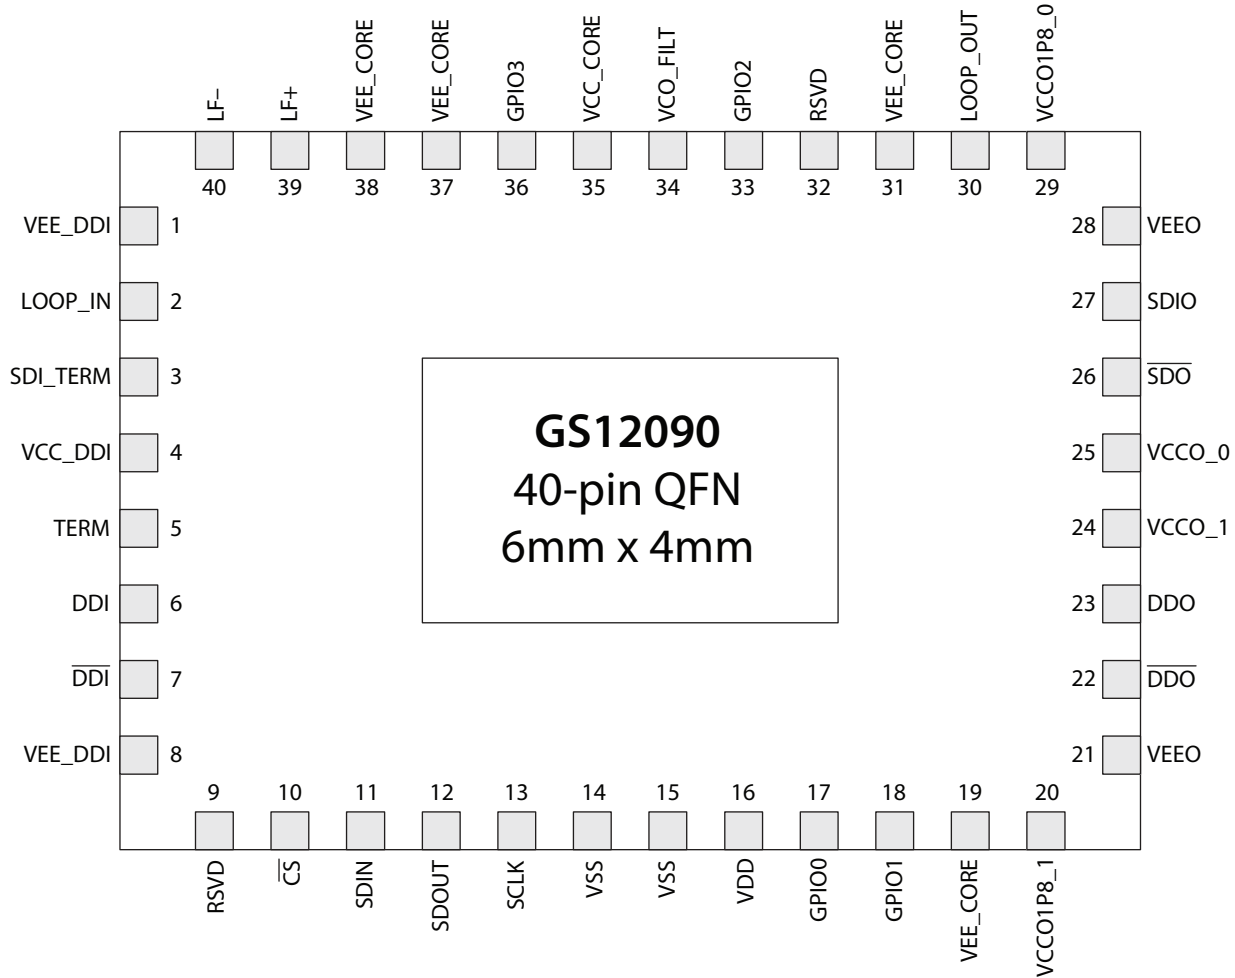 LF–
LF+
VEE_CORE
VEE_CORE
GPIO3
VCC_CORE
VCO_FILT
GPIO2
RSVD
VEE_CORE
LOOP_OUT
VCCO1P8_0
40 39 38 37 36 35 34 33 32 31 30 29
VEE_DDI 1
28 VEEO
LOOP_IN 2
27 SDIO
SDI_TERM 3
26 S̅D̅O̅
VCC_DDI 4
25 VCCO_0
TERM 5
24 VCCO_1
DDI 6
23 DDO
D̅D̅I̅ 7
22 D̅D̅O̅
VEE_DDI 8
21 VEEO
GS12090
40-pin QFN
6mm x 4mm
9 10 11 12 13 14 15 16 17 18 19 20
RSVD
C̅S̅
SDIN
SDOUT
SCLK
VSS
VSS
VDD
GPIO0
GPIO1
VEE_CORE
VCCO1P8_1